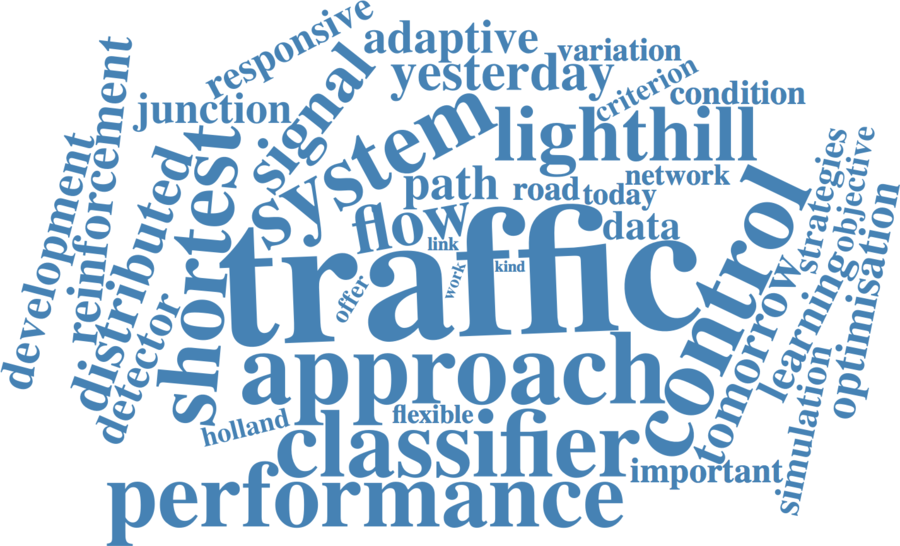 responsive
adaptive
variation
yesterday
criterion
condition
junction
signal
system
lighthill
development
reinforcement
distributed
shortest
path
road
today
network
strategies
objective
flow
link
data
traffic
offer
work
kind
control
tomorrow
learning
optimisation
detector
approach
holland
flexible
classifier
important
simulation
performance